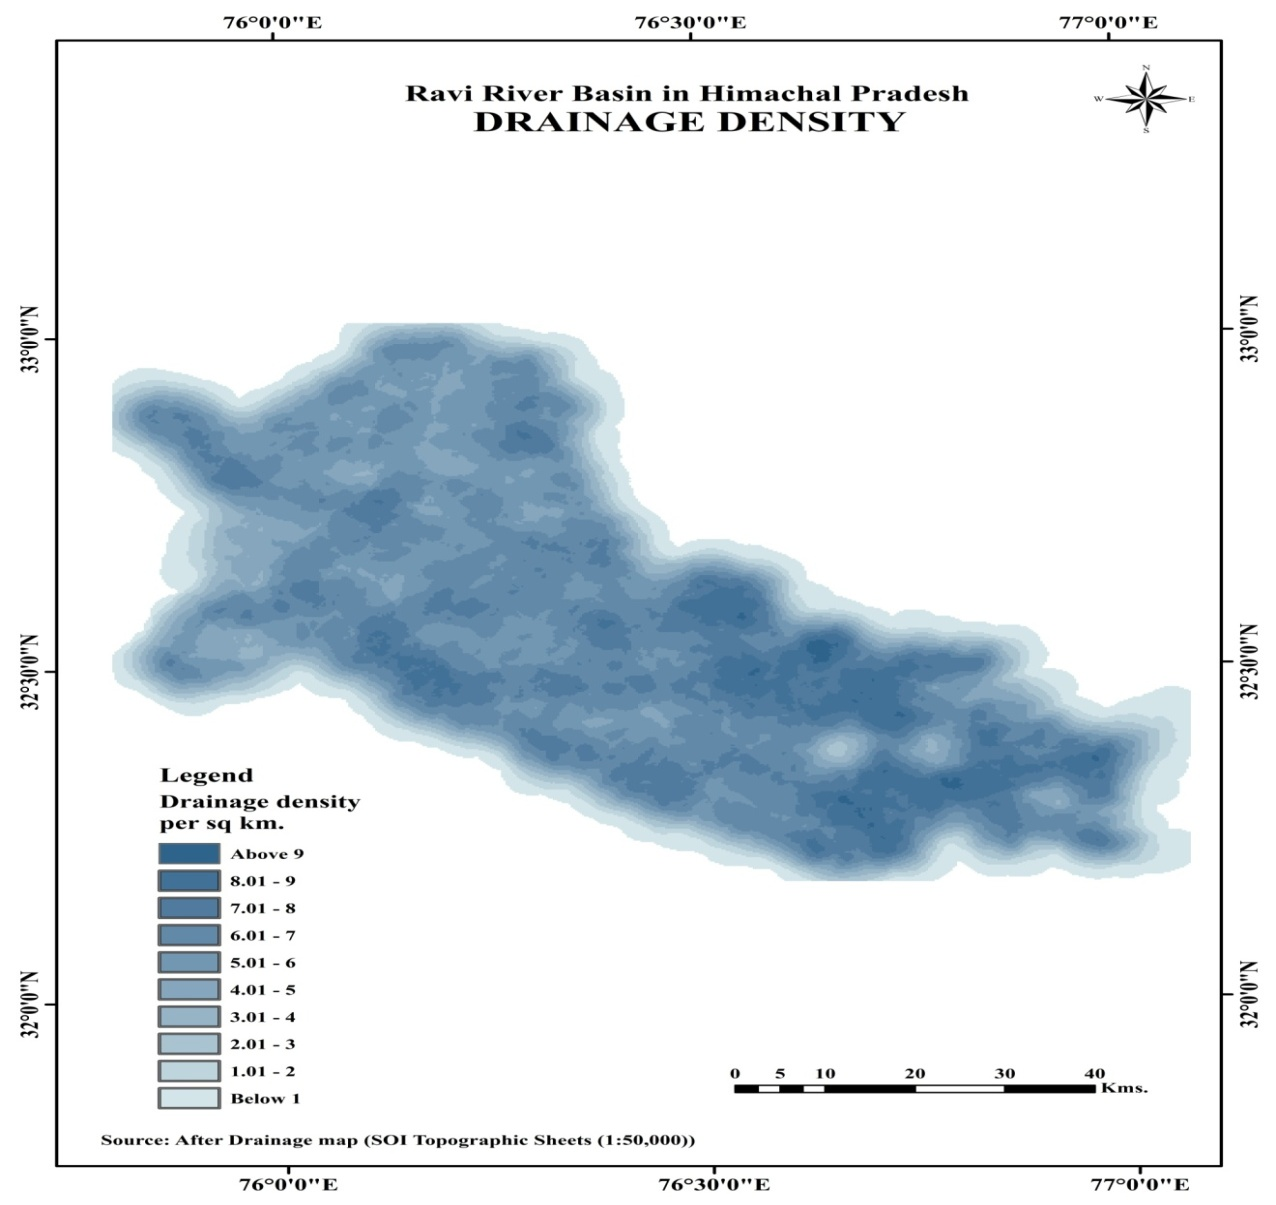 76°0'0"E 76°30'0"E 77°0'0"E
Ravi River Basin in Himachal Pradesh
DRAINAGE DENSITY
N
W E
S
33°0'0"N 33°0'0"N
32°30'0"N 32°30'0"N
Legend
Drainage density
per sq km.
Above 9
8.01 - 9
7.01 - 8
6.01 - 7
5.01 - 6
4.01 - 5
3.01 - 4
2.01 - 3
1.01 - 2
Below 1
32°0'0"N 32°0'0"N
0 5 10 20 30 40
Kms.
Source: After Drainage map (SOI Topographic Sheets (1:50,000))
76°0'0"E 76°30'0"E 77°0'0"E